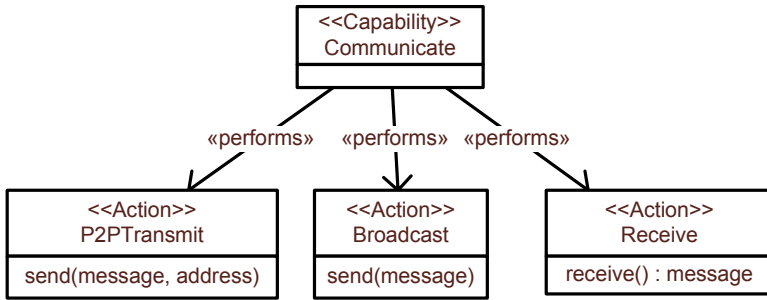 <<Capability>>
Communicate
«performs» «performs» «performs»
<<Action>>
P2PTransmit
send(message, address)
<<Action>>
Broadcast
send(message)
<<Action>>
Receive
receive() : message